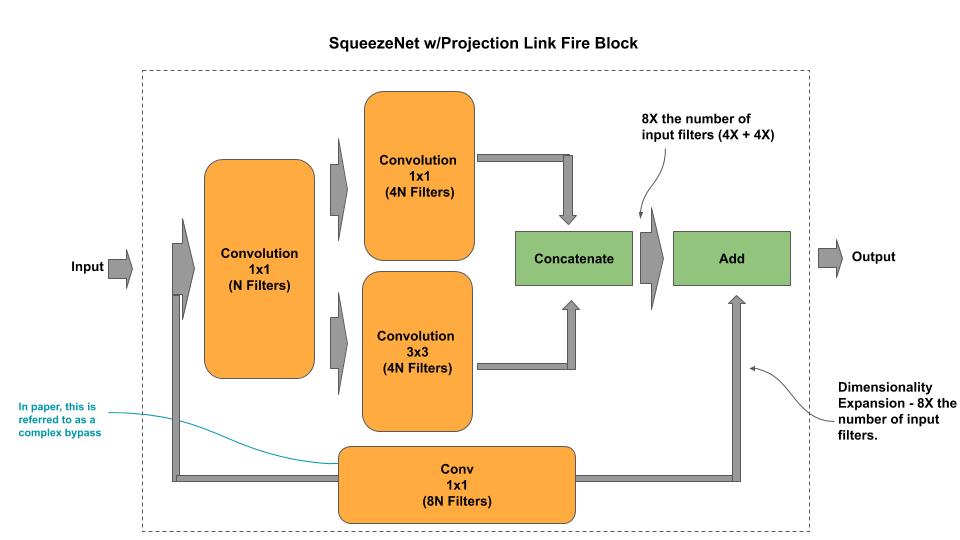 SqueezeNet w/Projection Link Fire Block
8X the number of
input filters (4X + 4X)
Convolution
1x1
(4N Filters)
Convolution
1x1
(N Filters)
Concatenate
Add
Input
Output
Convolution
3x3
(4N Filters)
Dimensionality
Expansion - 8X the
number of input
filters.
In paper, this is
referred to as a
complex bypass
Conv
1x1
(8N Filters)